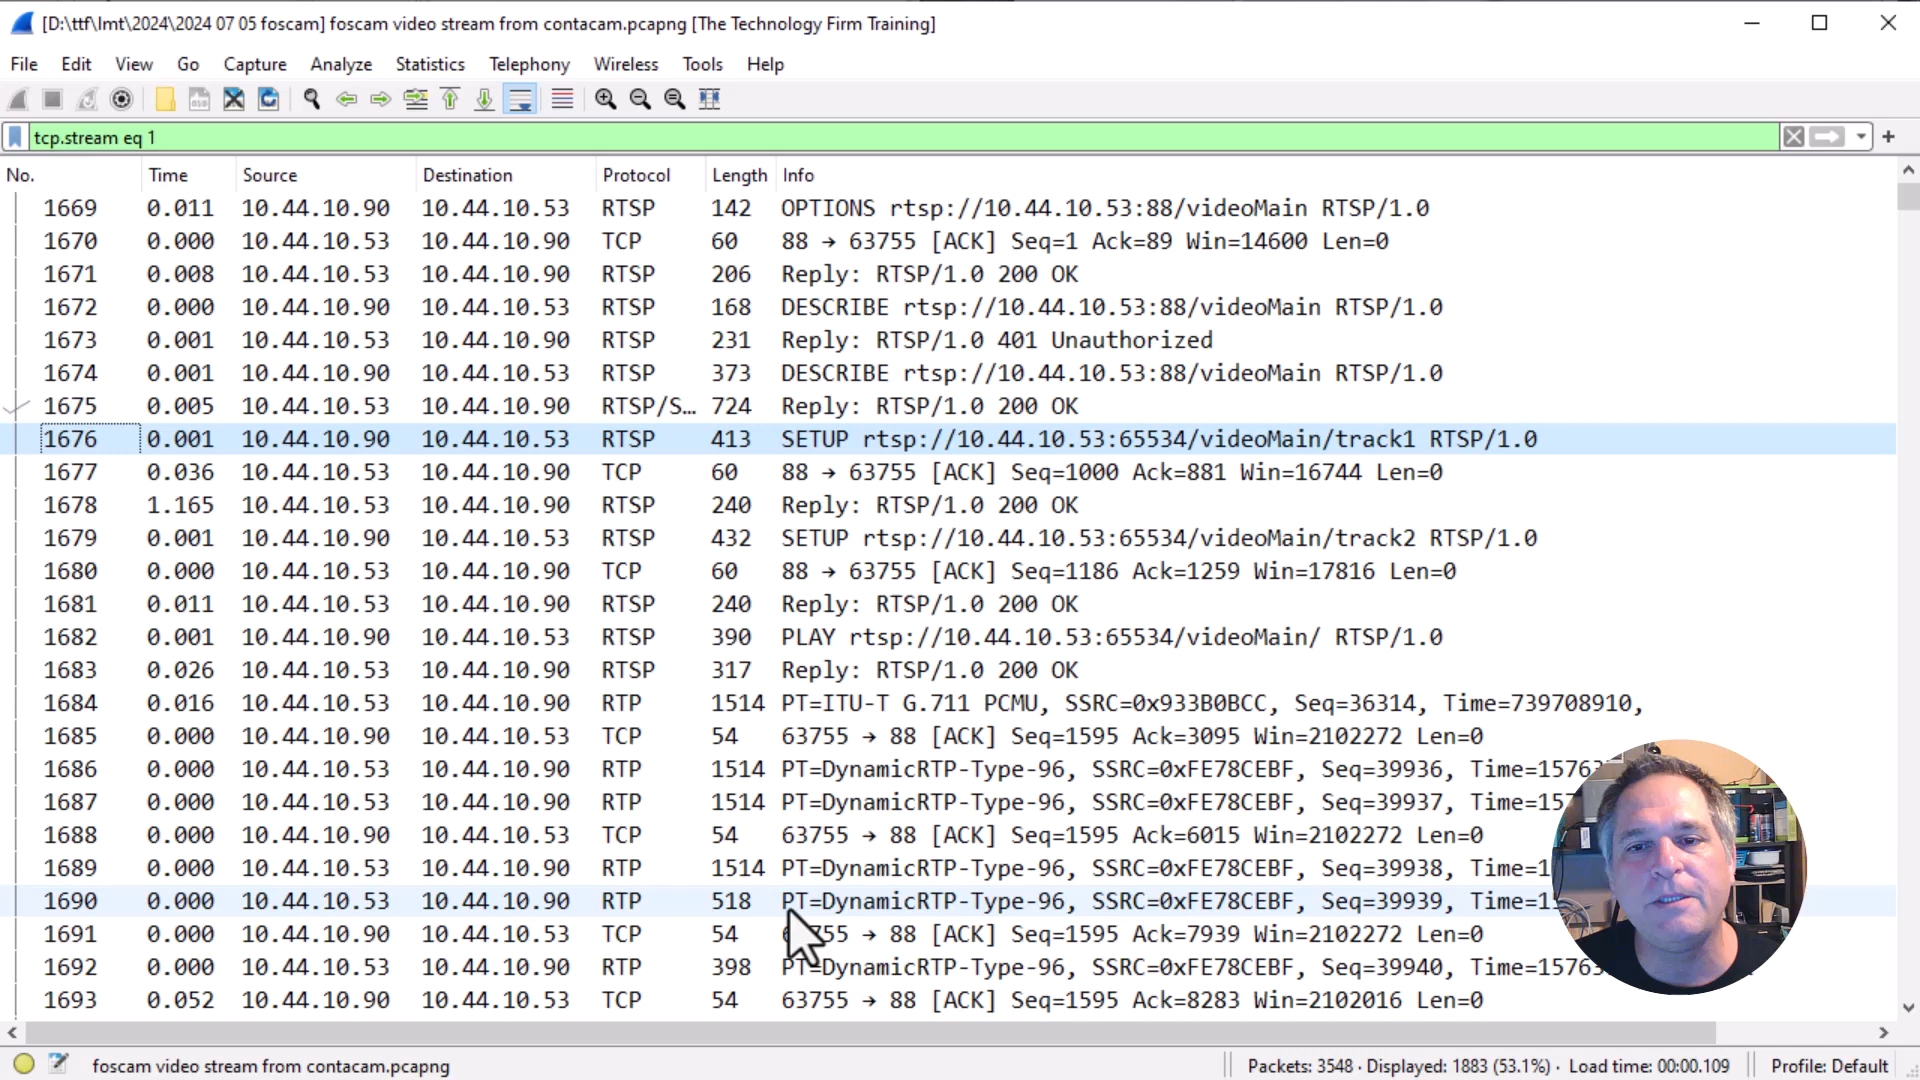 [D:\ttf\lmt\2024\2024 07 05 foscam] foscam video stream from contacam.pcapng [The Technology Firm Training]
File Edit View Go Capture Analyze Statistics Telephony Wireless Tools Help
tcp.stream eq 1
No. Time Source Destination Protocol Length Info
1669 0.011 10.44.10.90 10.44.10.53 RTSP 142 OPTIONS rtsp://10.44.10.53:88/videoMain RTSP/1.0
1670 0.000 10.44.10.53 10.44.10.90 TCP 60 88 → 63755 [ACK] Seq=1 Ack=89 Win=14600 Len=0
1671 0.008 10.44.10.53 10.44.10.90 RTSP 206 Reply: RTSP/1.0 200 OK
1672 0.000 10.44.10.90 10.44.10.53 RTSP 168 DESCRIBE rtsp://10.44.10.53:88/videoMain RTSP/1.0
1673 0.001 10.44.10.53 10.44.10.90 RTSP 231 Reply: RTSP/1.0 401 Unauthorized
1674 0.001 10.44.10.90 10.44.10.53 RTSP 373 DESCRIBE rtsp://10.44.10.53:88/videoMain RTSP/1.0
1675 0.005 10.44.10.53 10.44.10.90 RTSP/S… 724 Reply: RTSP/1.0 200 OK
1676 0.001 10.44.10.90 10.44.10.53 RTSP 413 SETUP rtsp://10.44.10.53:65534/videoMain/track1 RTSP/1.0
1677 0.036 10.44.10.53 10.44.10.90 TCP 60 88 → 63755 [ACK] Seq=1000 Ack=881 Win=16744 Len=0
1678 1.165 10.44.10.53 10.44.10.90 RTSP 240 Reply: RTSP/1.0 200 OK
1679 0.001 10.44.10.90 10.44.10.53 RTSP 432 SETUP rtsp://10.44.10.53:65534/videoMain/track2 RTSP/1.0
1680 0.000 10.44.10.53 10.44.10.90 TCP 60 88 → 63755 [ACK] Seq=1186 Ack=1259 Win=17816 Len=0
1681 0.011 10.44.10.53 10.44.10.90 RTSP 240 Reply: RTSP/1.0 200 OK
1682 0.001 10.44.10.90 10.44.10.53 RTSP 390 PLAY rtsp://10.44.10.53:65534/videoMain/ RTSP/1.0
1683 0.026 10.44.10.53 10.44.10.90 RTSP 317 Reply: RTSP/1.0 200 OK
1684 0.016 10.44.10.53 10.44.10.90 RTP 1514 PT=ITU-T G.711 PCMU, SSRC=0x933B0BCC, Seq=36314, Time=739708910,
1685 0.000 10.44.10.90 10.44.10.53 TCP 54 63755 → 88 [ACK] Seq=1595 Ack=3095 Win=2102272 Len=0
1686 0.000 10.44.10.53 10.44.10.90 RTP 1514 PT=DynamicRTP-Type-96, SSRC=0xFE78CEBF, Seq=39936, Time=15763
1687 0.000 10.44.10.53 10.44.10.90 RTP 1514 PT=DynamicRTP-Type-96, SSRC=0xFE78CEBF, Seq=39937, Time=157
1688 0.000 10.44.10.90 10.44.10.53 TCP 54 63755 → 88 [ACK] Seq=1595 Ack=6015 Win=2102272 Len=0
1689 0.000 10.44.10.53 10.44.10.90 RTP 1514 PT=DynamicRTP-Type-96, SSRC=0xFE78CEBF, Seq=39938, Time=1
1690 0.000 10.44.10.53 10.44.10.90 RTP 518 PT=DynamicRTP-Type-96, SSRC=0xFE78CEBF, Seq=39939, Time=15
1691 0.000 10.44.10.90 10.44.10.53 TCP 54 → 88 [ACK] Seq=1595 Ack=7939 Win=2102272 Len=0
1692 0.000 10.44.10.53 10.44.10.90 RTP 398 PT=DynamicRTP-Type-96, SSRC=0xFE78CEBF, Seq=39940, Time=15763
1693 0.052 10.44.10.90 10.44.10.53 TCP 54 63755 → 88 [ACK] Seq=1595 Ack=8283 Win=2102016 Len=0
foscam video stream from contacam.pcapng Packets: 3548 · Displayed: 1883 (53.1%) · Load time: 00:00.109 Profile: Default